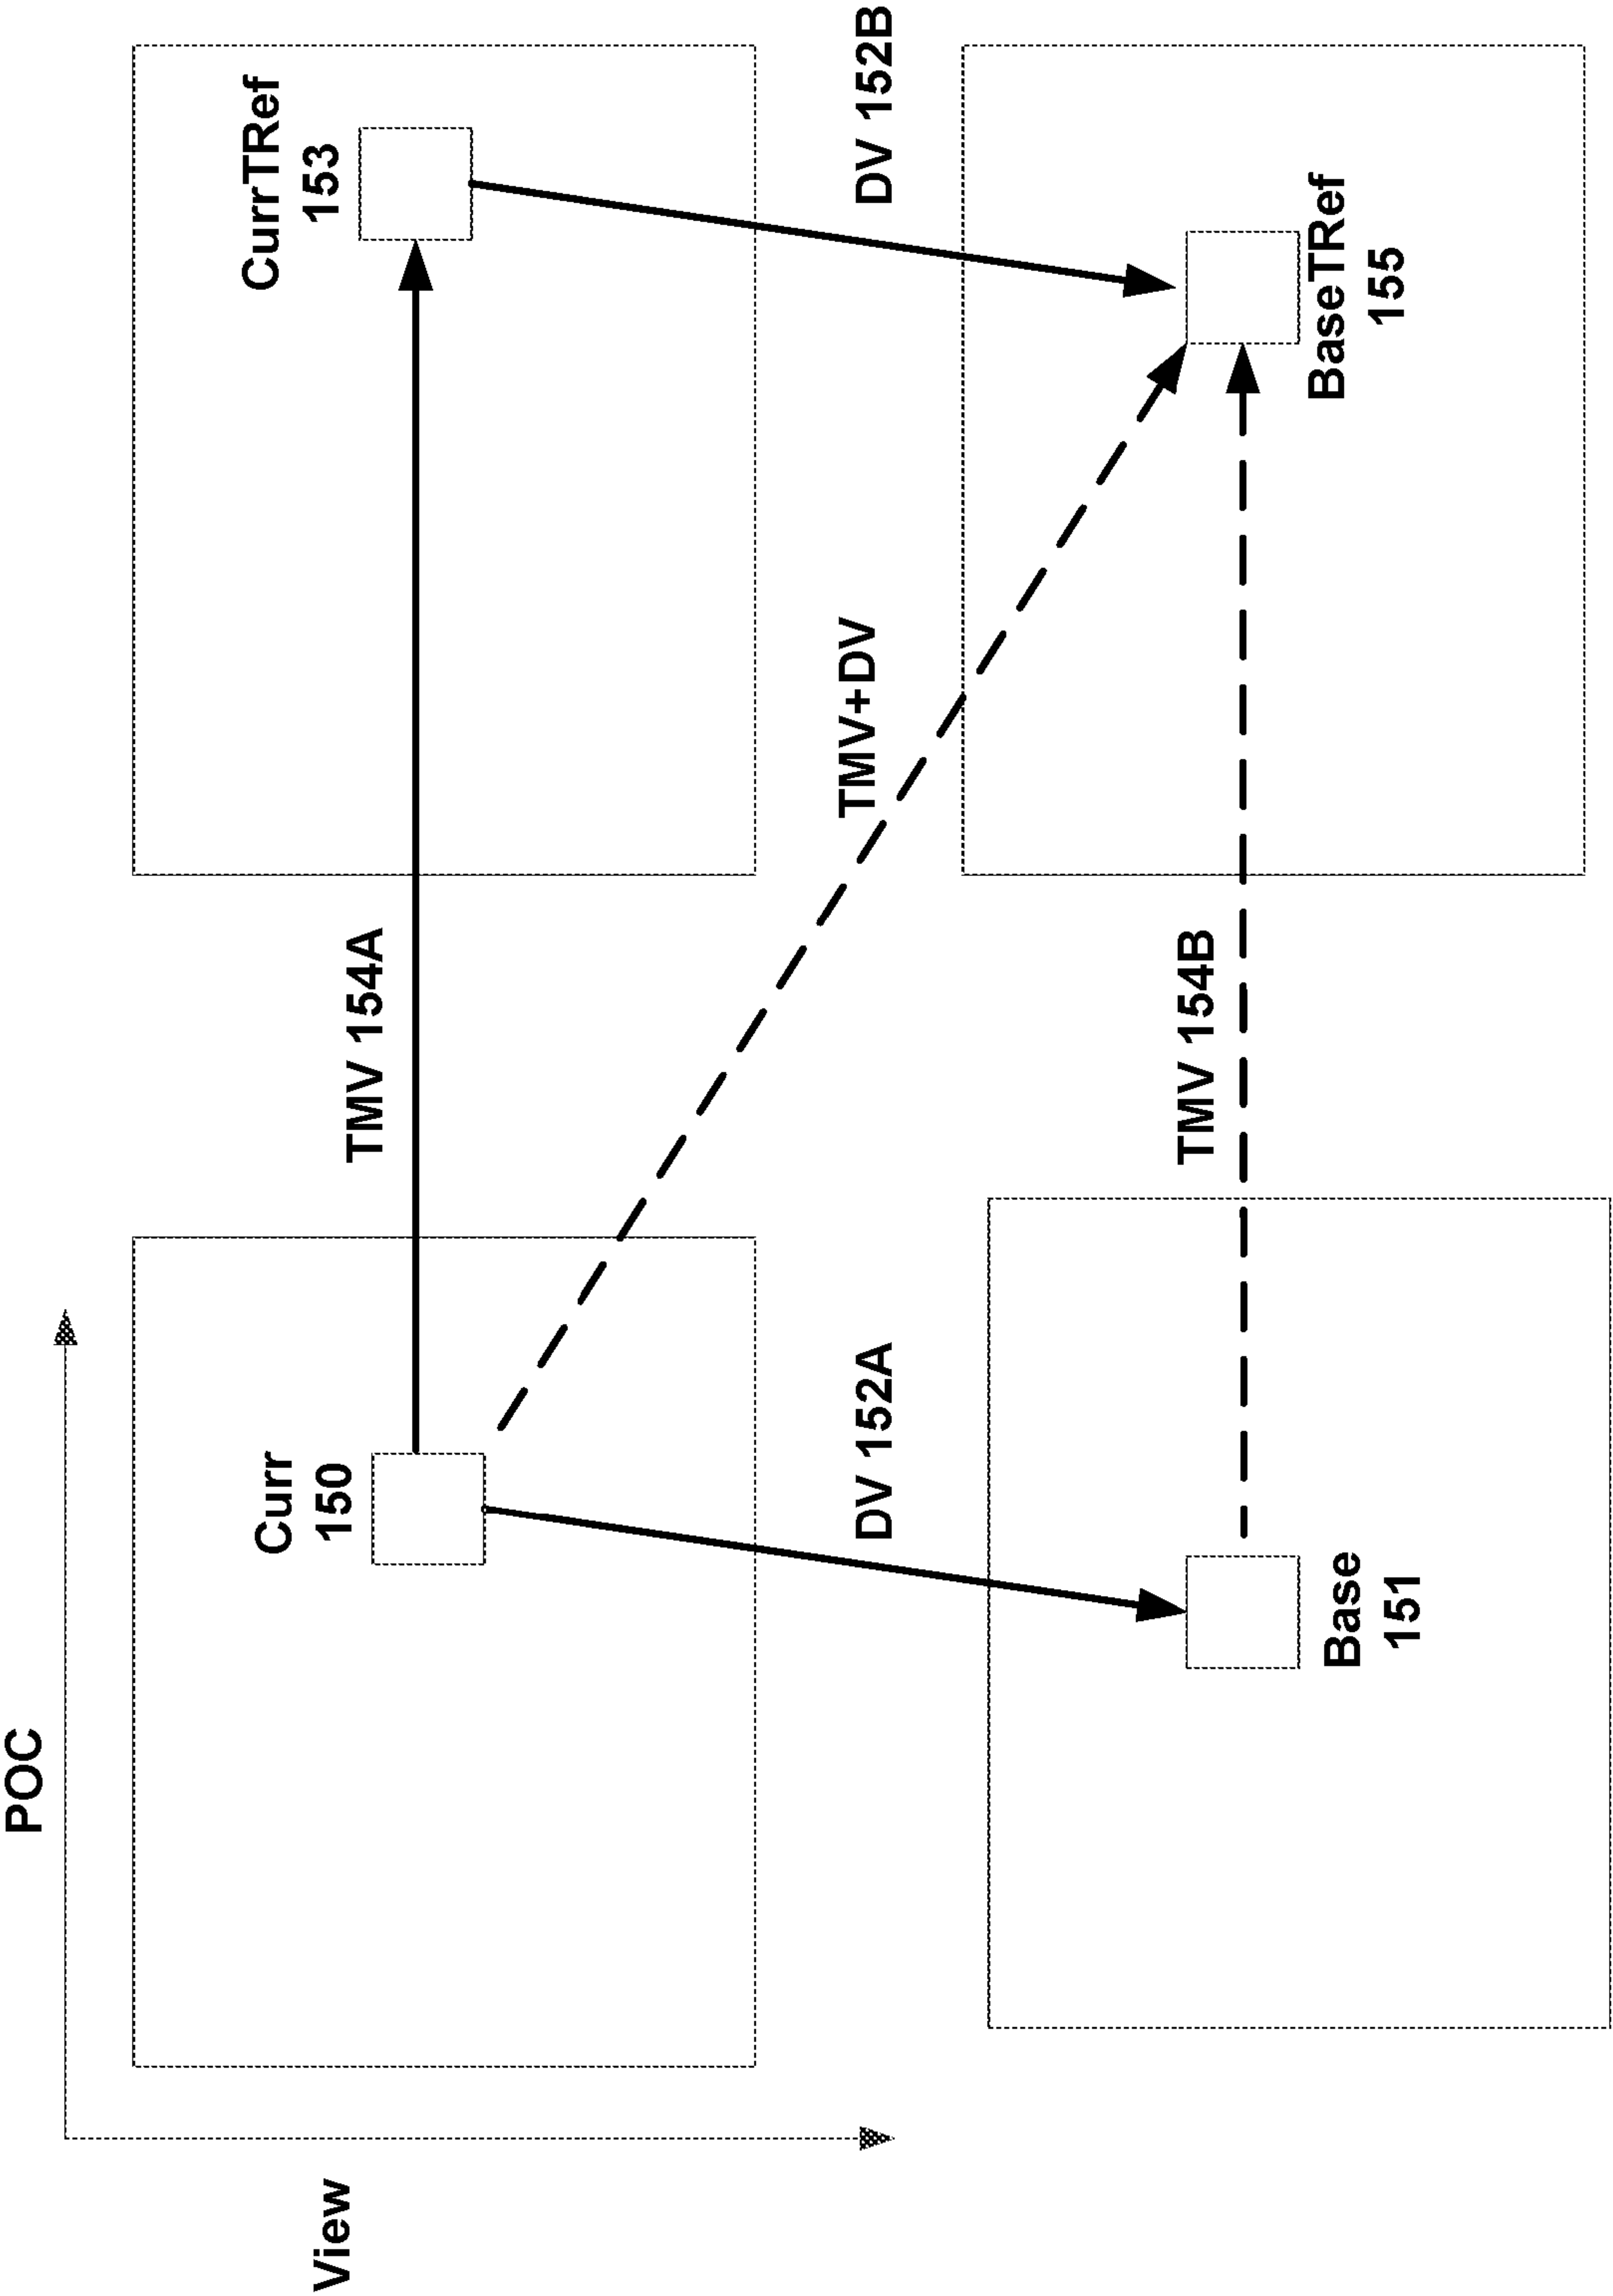 POC
View
Curr
150
TMV 154A
CurrTRef
153
DV 152A
TMV+DV
DV 152B
TMV 154B
Base
151
BaseTRef
155